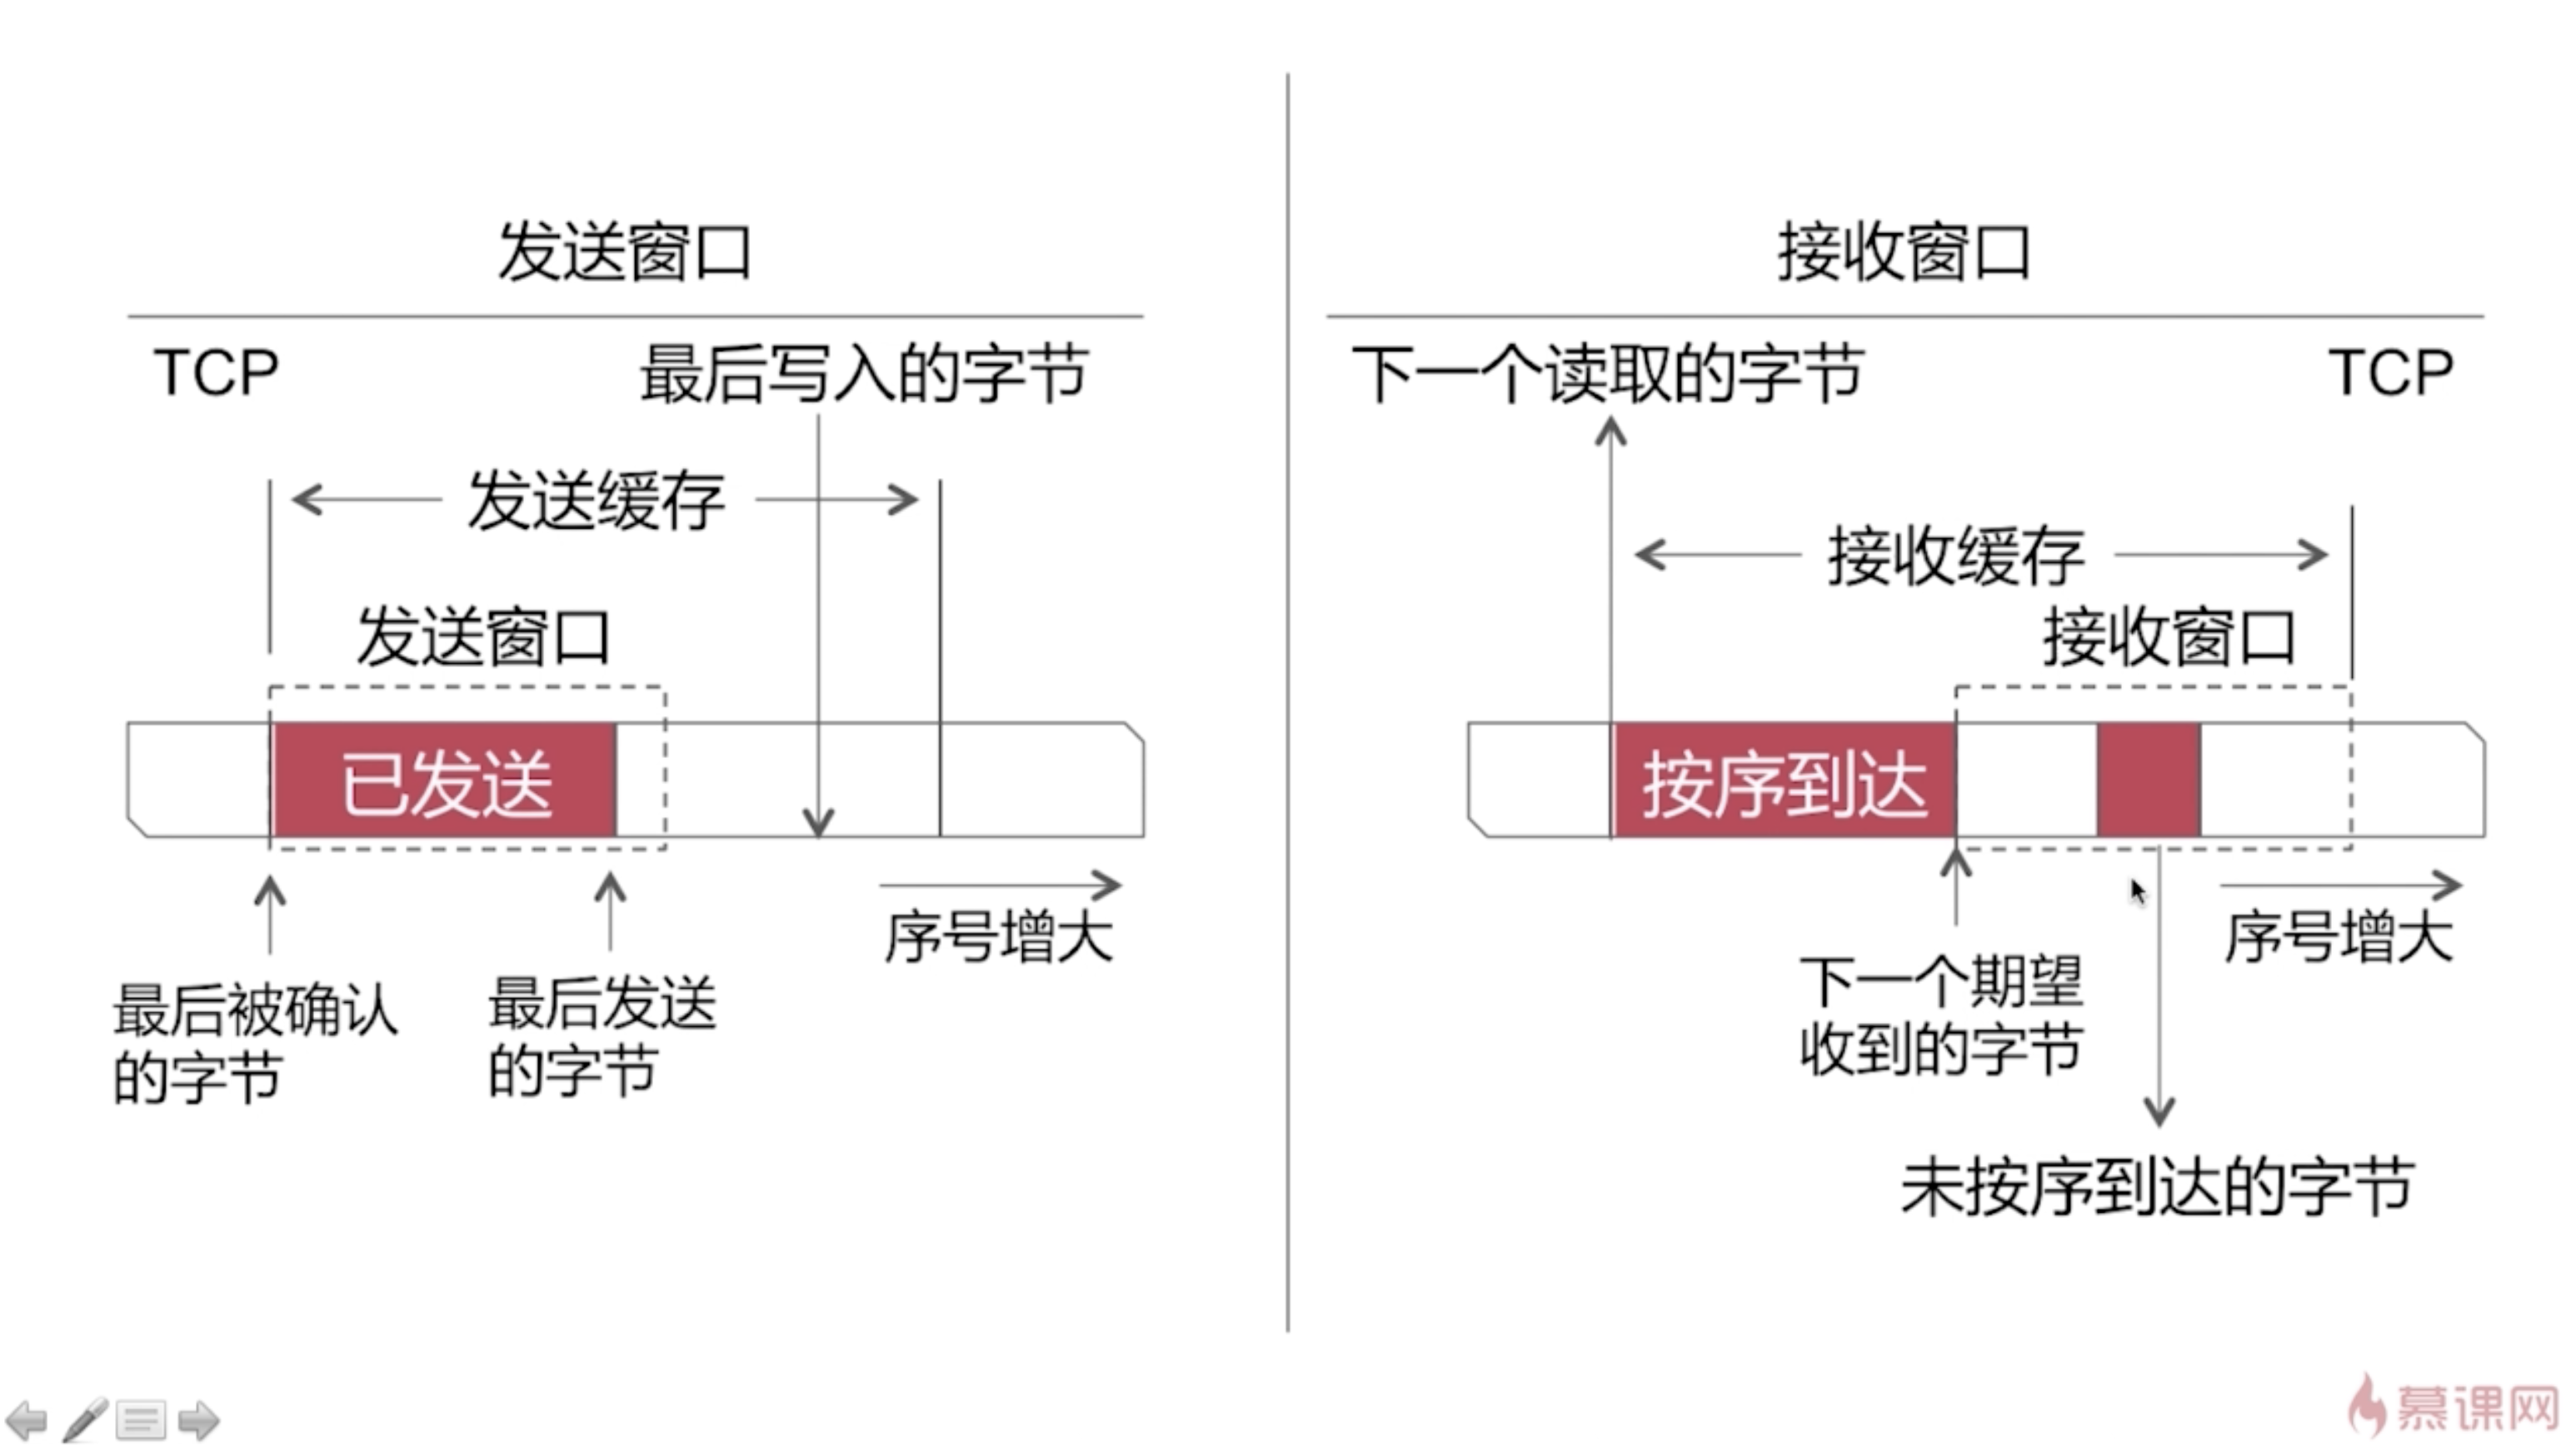 发送窗口
TCP
最后写入的字节
发送缓存
发送窗口
已发送
序号增大
最后被确认
的字节
最后发送
的字节
接收窗口
下一个读取的字节
TCP
接收缓存
接收窗口
按序到达
序号增大
下一个期望
收到的字节
未按序到达的字节
慕课网